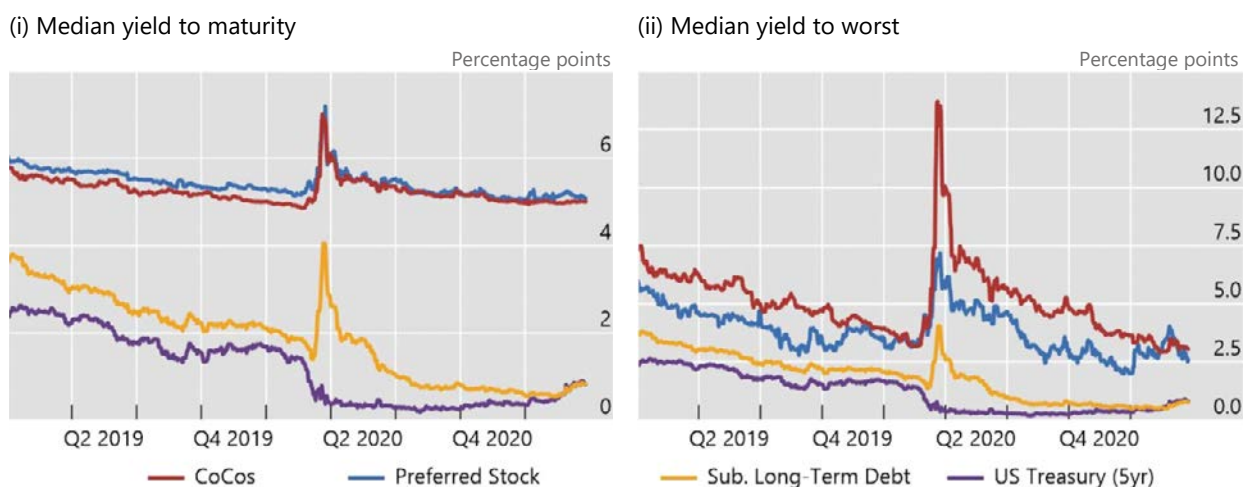 (i) Median yield to maturity
Percentage points
6
4
2
0
Q2 2019 Q4 2019 Q2 2020 Q4 2020
(ii) Median yield to worst
Percentage points
12.5
10.0
7.5
5.0
2.5
0.0
Q2 2019 Q4 2019 Q2 2020 Q4 2020
CoCos Preferred Stock Sub. Long-Term Debt US Treasury (5yr)